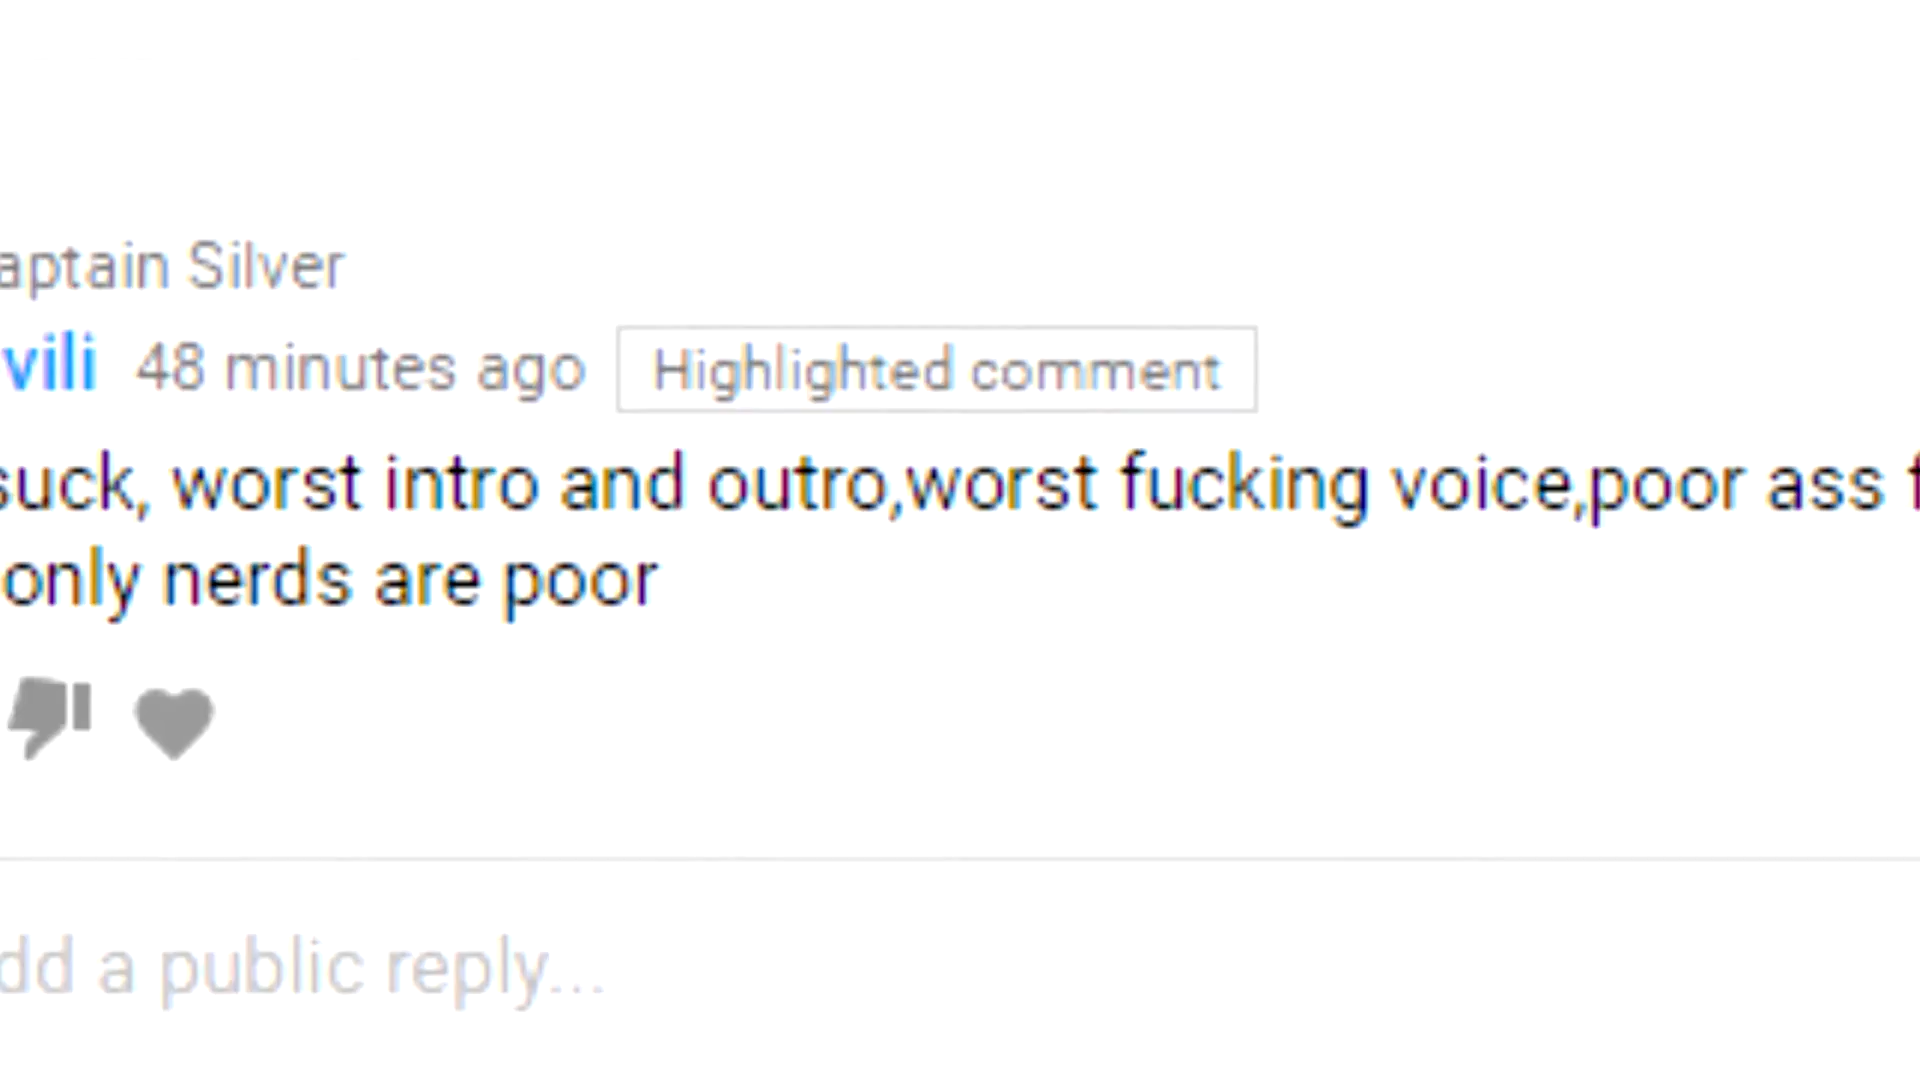 aptain Silver
vili 48 minutes ago Highlighted comment
suck, worst intro and outro,worst fucking voice,poor ass f
only nerds are poor
dd a public reply...